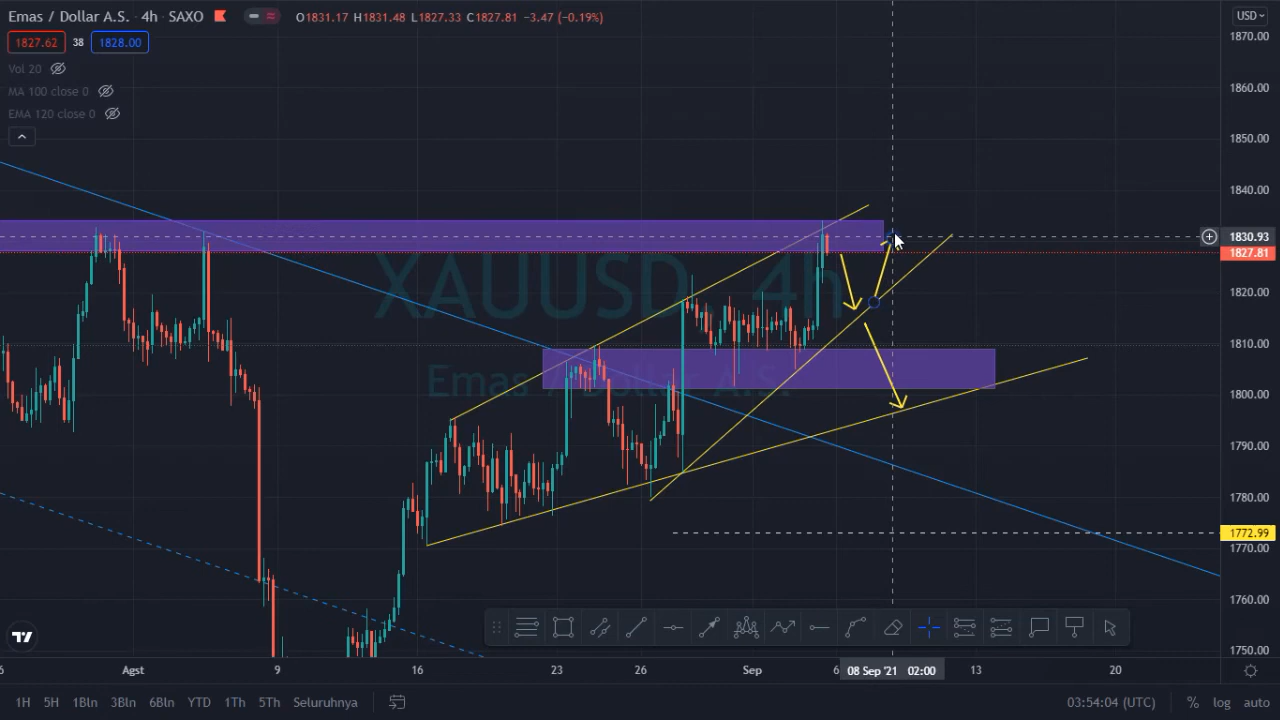 Emas / Dollar A.S. · 4h · SAXO O1831.17 H1831.48 L1827.33 C1827.81 −3.47 (−0.19%)
USD
1827.62 38 1828.00
Vol 20
MA 100 close 0
EMA 120 close 0
XAUUSD, 4h
Emas / Dollar A.S.
1870.00
1860.00
1850.00
1840.00
1830.93
1827.81
1820.00
1810.00
1800.00
1790.00
1780.00
1772.99
1770.00
1760.00
1750.00
6 Agst 9 16 23 26 Sep 6 08 Sep '21 02:00 13 20
1H 5H 1Bln 3Bln 6Bln YTD 1Th 5Th Seluruhnya 03:54:04 (UTC) % log auto